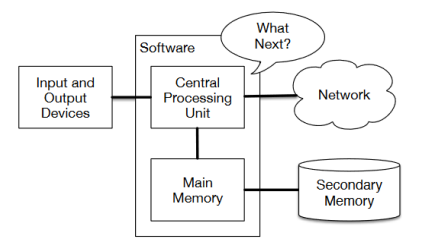 What
Next?
Software
Input and
Output
Devices
Central
Processing
Unit
Network
Main
Memory
Secondary
Memory